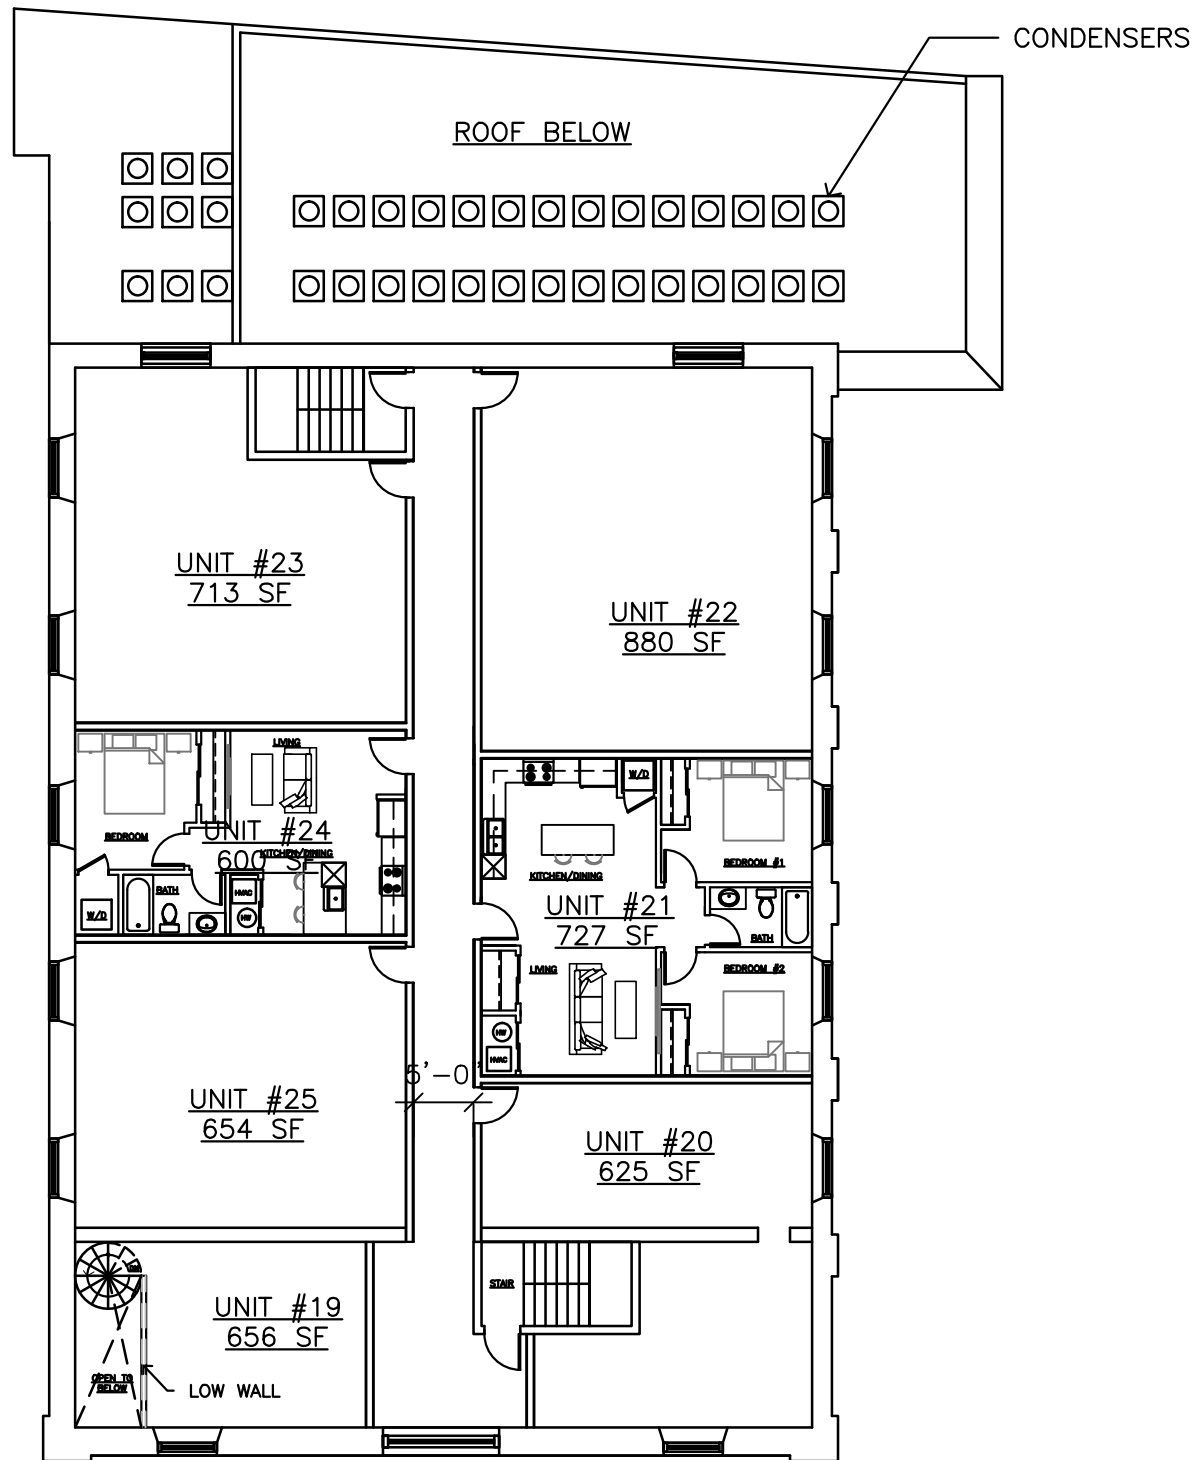 CONDENSERS
ROOF BELOW
UNIT #23
713 SF
UNIT #22
880 SF
LIVING
W/D
BEDROOM
UNIT #24
600 SF
KITCHEN/DINING
BEDROOM #1
KITCHEN/DINING
BATH
HVAC
W/D
HW
UNIT #21
727 SF
BATH
LIVING
BEDROOM #2
HW
HVAC
5'-0"
UNIT #25
654 SF
UNIT #20
625 SF
STAIR
UNIT #19
656 SF
OPEN TO
BELOW
LOW WALL